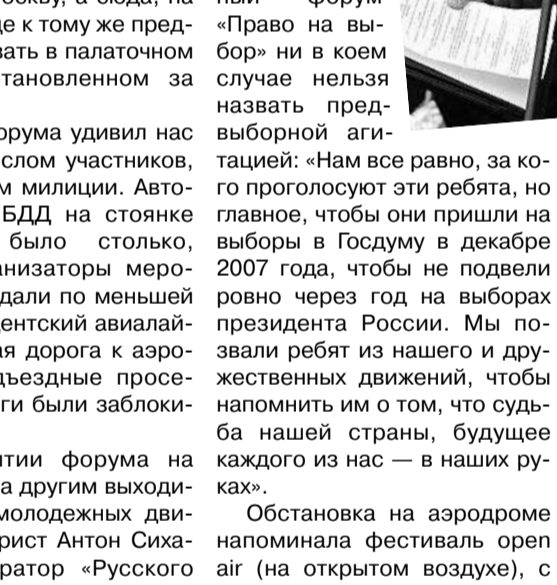 де к тому же пред-
вать в палаточном
тановленном за
орума удивил нас
слом участников,
м милиции. Авто-
БДД на стоянке
было столько,
анизаторы меро-
дали по меньшей
дентский авиалай-
ая дорога к аэро-
дъездные просе-
ги были заблоки-
тии форума на
а другим выходи-
молодежных дви-
рист Антон Сиха-
ратор «Русского
ный форум
«Право на вы-
бор» ни в коем
случае нельзя
назвать пред-
выборной аги-
тацией: «Нам все равно, за ко-
го проголосуют эти ребята, но
главное, чтобы они пришли на
выборы в Госдуму в декабре
2007 года, чтобы не подвели
ровно через год на выборах
президента России. Мы по-
звали ребят из нашего и дру-
жественных движений, чтобы
напомнить им о том, что судь-
ба нашей страны, будущее
каждого из нас — в наших ру-
ках».
Обстановка на аэродроме
напоминала фестиваль open
air (на открытом воздухе), с